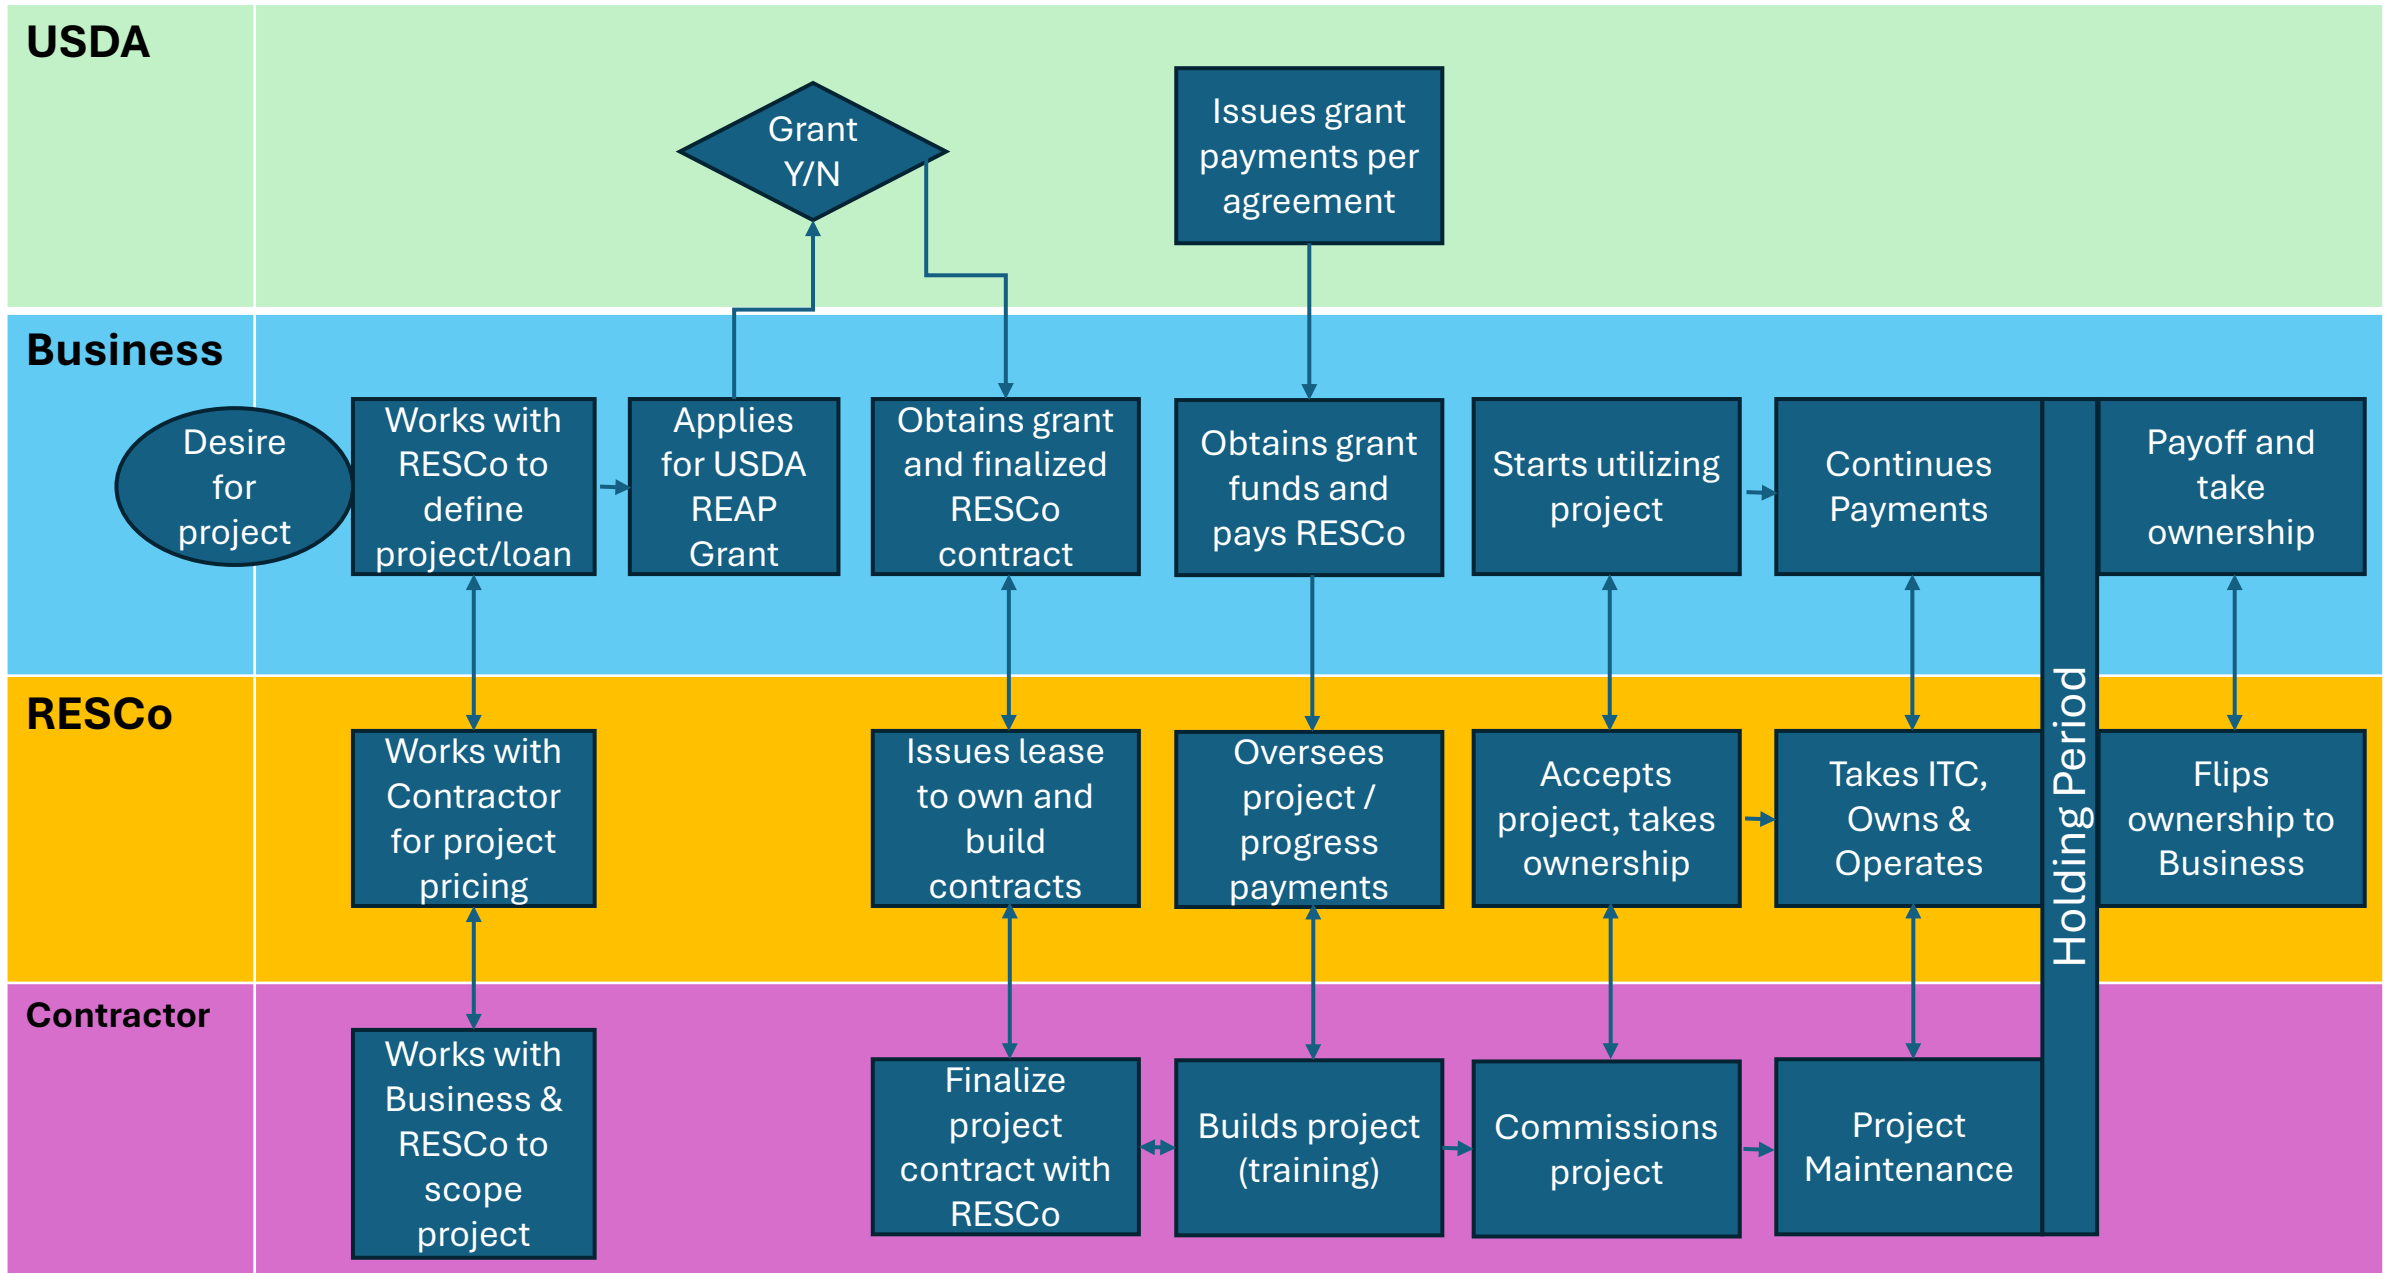 USDA
Grant
Y/N
Issues grant
payments per
agreement
Business
Desire
for
project
Works with
RESCo to
define
project/loan
Applies
for USDA
REAP
Grant
Obtains grant
and finalized
RESCo
contract
Obtains grant
funds and
pays RESCo
Starts utilizing
project
Continues
Payments
Payoff and
take
ownership
RESCo
Works with
Contractor
for project
pricing
Issues lease
to own and
build
contracts
Oversees
project /
progress
payments
Accepts
project, takes
ownership
Takes ITC,
Owns &
Operates
Holding Period
Flips
ownership to
Business
Contractor
Works with
Business &
RESCo to
scope
project
Finalize
project
contract with
RESCo
Builds project
(training)
Commissions
project
Project
Maintenance